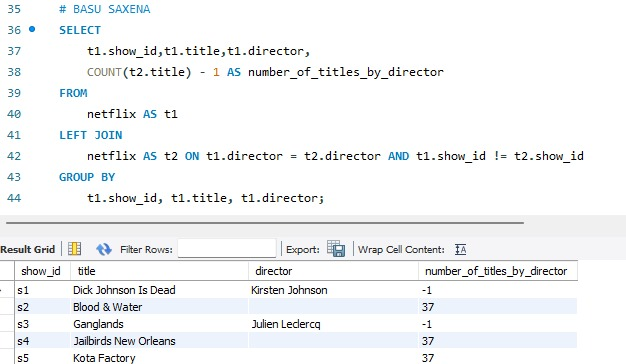 35 # BASU SAXENA
36 SELECT
37 t1.show_id,t1.title,t1.director,
38 COUNT(t2.title) - 1 AS number_of_titles_by_director
39 FROM
40 netflix AS t1
41 LEFT JOIN
42 netflix AS t2 ON t1.director = t2.director AND t1.show_id != t2.show_id
43 GROUP BY
44 t1.show_id, t1.title, t1.director;
Result Grid Filter Rows: Export: Wrap Cell Content:
show_id title director number_of_titles_by_director
s1 Dick Johnson Is Dead Kirsten Johnson -1
s2 Blood & Water 37
s3 Ganglands Julien Leclercq -1
s4 Jailbirds New Orleans 37
s5 Kota Factory 37